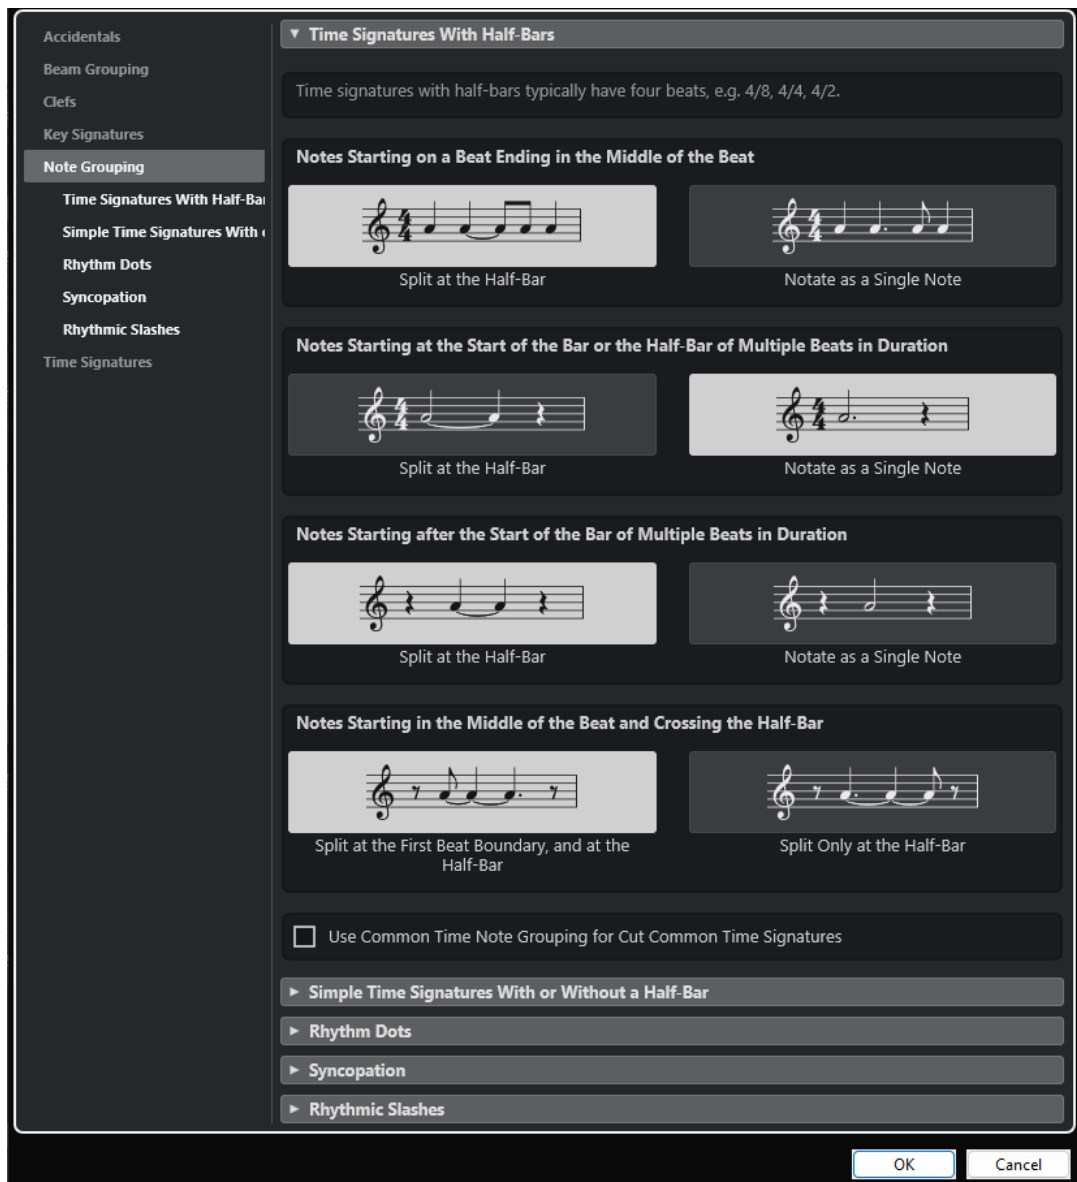 Accidentals
Beam Grouping
Clefs
Key Signatures
Note Grouping
Time Signatures With Half-Bar
Simple Time Signatures With
Rhythm Dots
Syncopation
Rhythmic Slashes
Time Signatures
Time Signatures With Half-Bars
Time signatures with half-bars typically have four beats, e.g. 4/8, 4/4, 4/2.
Notes Starting on a Beat Ending in the Middle of the Beat
4 4
4 4
Split at the Half-Bar
Notate as a Single Note
Notes Starting at the Start of the Bar or the Half-Bar of Multiple Beats in Duration
4 4
4 4
Split at the Half-Bar
Notate as a Single Note
Notes Starting after the Start of the Bar of Multiple Beats in Duration
Split at the Half-Bar
Notate as a Single Note
Notes Starting in the Middle of the Beat and Crossing the Half-Bar
Split at the First Beat Boundary, and at the
Half-Bar
Split Only at the Half-Bar
Use Common Time Note Grouping for Cut Common Time Signatures
Simple Time Signatures With or Without a Half-Bar
Rhythm Dots
Syncopation
Rhythmic Slashes
OK
Cancel